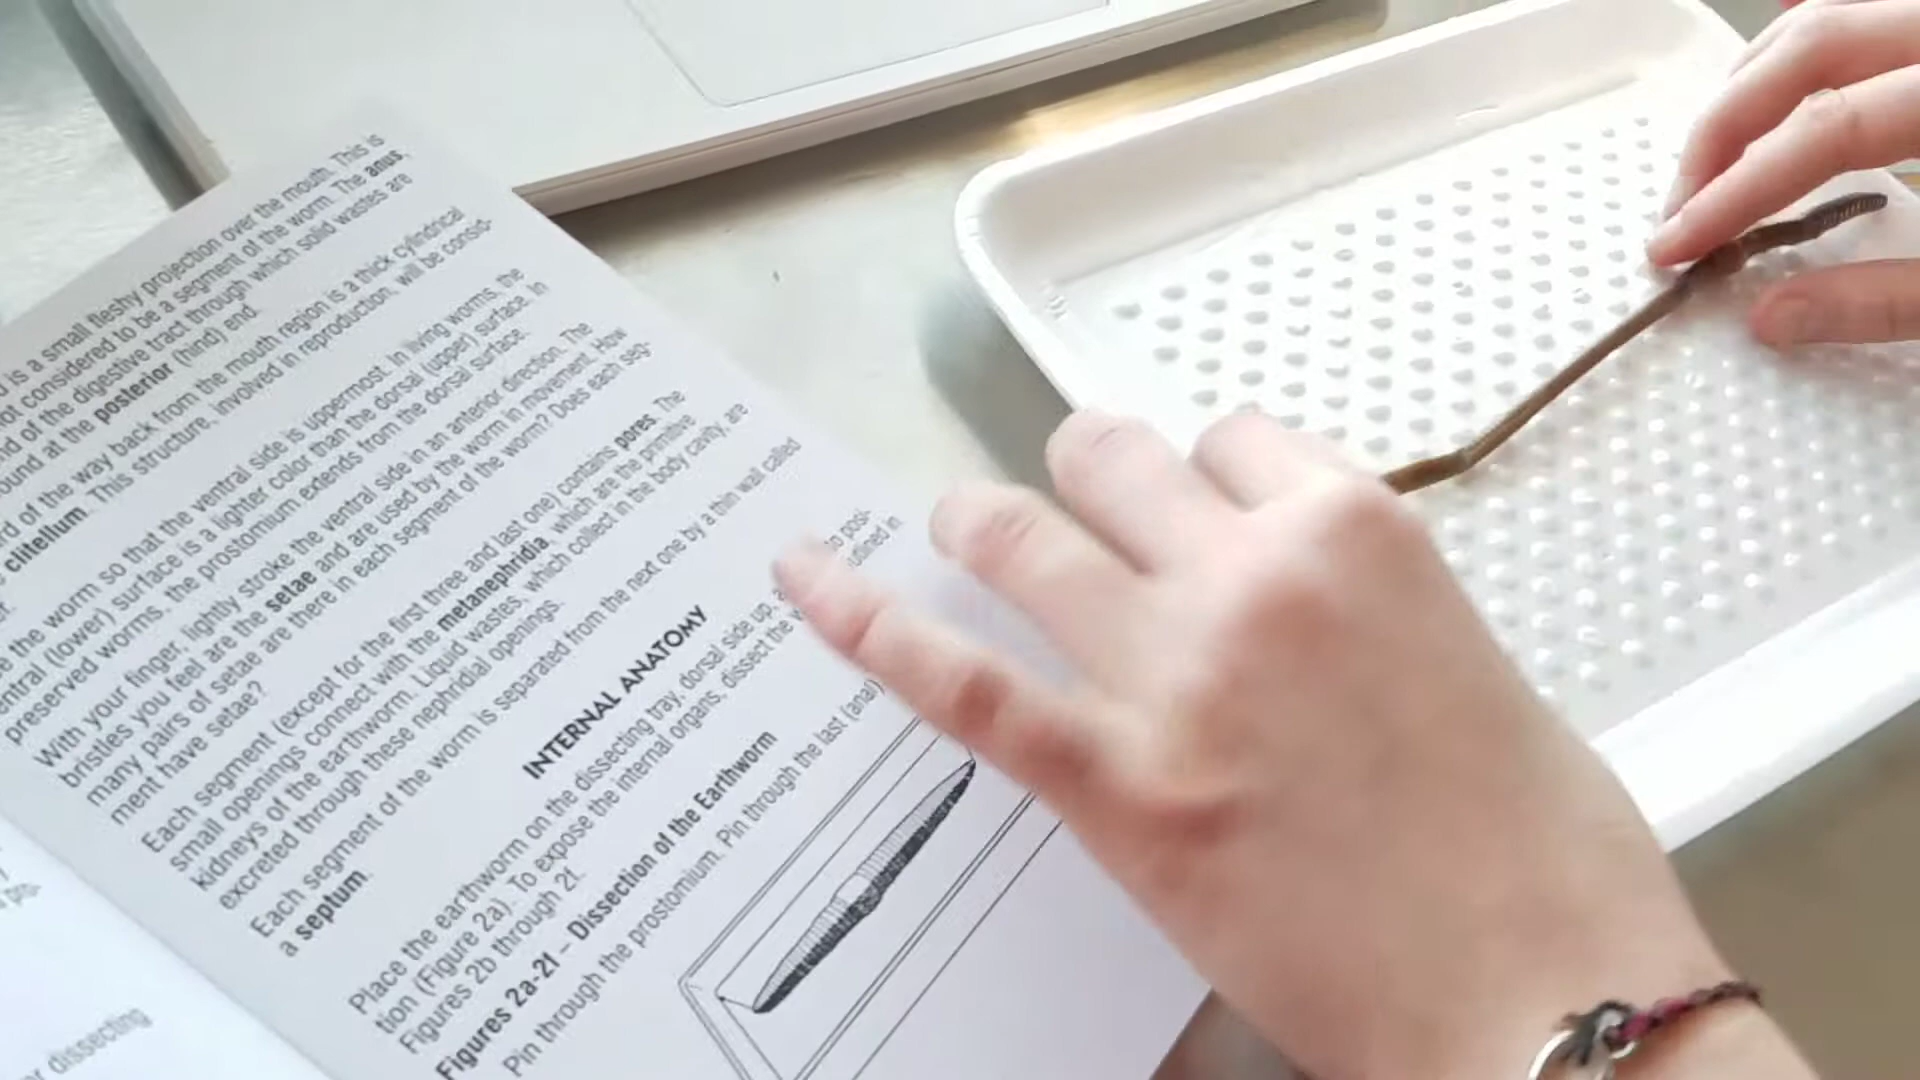 is a small fleshy projection over the mouth. This is
not considered to be a segment of the worm. The anus,
end of the digestive tract through which solid wastes are
found at the posterior (hind) end.
of the way back from the mouth region is a thick cylindrical
clitellum. This structure, involved in reproduction, will be consid-
the worm so that the ventral side is uppermost. In living worms, the
ventral (lower) surface is a lighter color than the dorsal (upper) surface. In
preserved worms, the prostomium extends from the dorsal surface.
With your finger, lightly stroke the ventral side in an anterior direction. The
bristles you feel are the setae and are used by the worm in movement. How
many pairs of setae are there in each segment of the worm? Does each seg-
ment have setae?
Each segment (except for the first three and last one) contains pores. The
small openings connect with the metanephridia, which are the primitive
kidneys of the earthworm. Liquid wastes, which collect in the body cavity, are
excreted through these nephridial openings.
Each segment of the worm is separated from the next one by a thin wall called
a septum.
INTERNAL ANATOMY
Place the earthworm on the dissecting tray, dorsal side up, to posi-
tion (Figure 2a). To expose the internal organs, dissect the
Figures 2b through 2f.
Figures 2a-2f – Dissection of the Earthworm
Pin through the prostomium. Pin through the last (anal)
dissecting